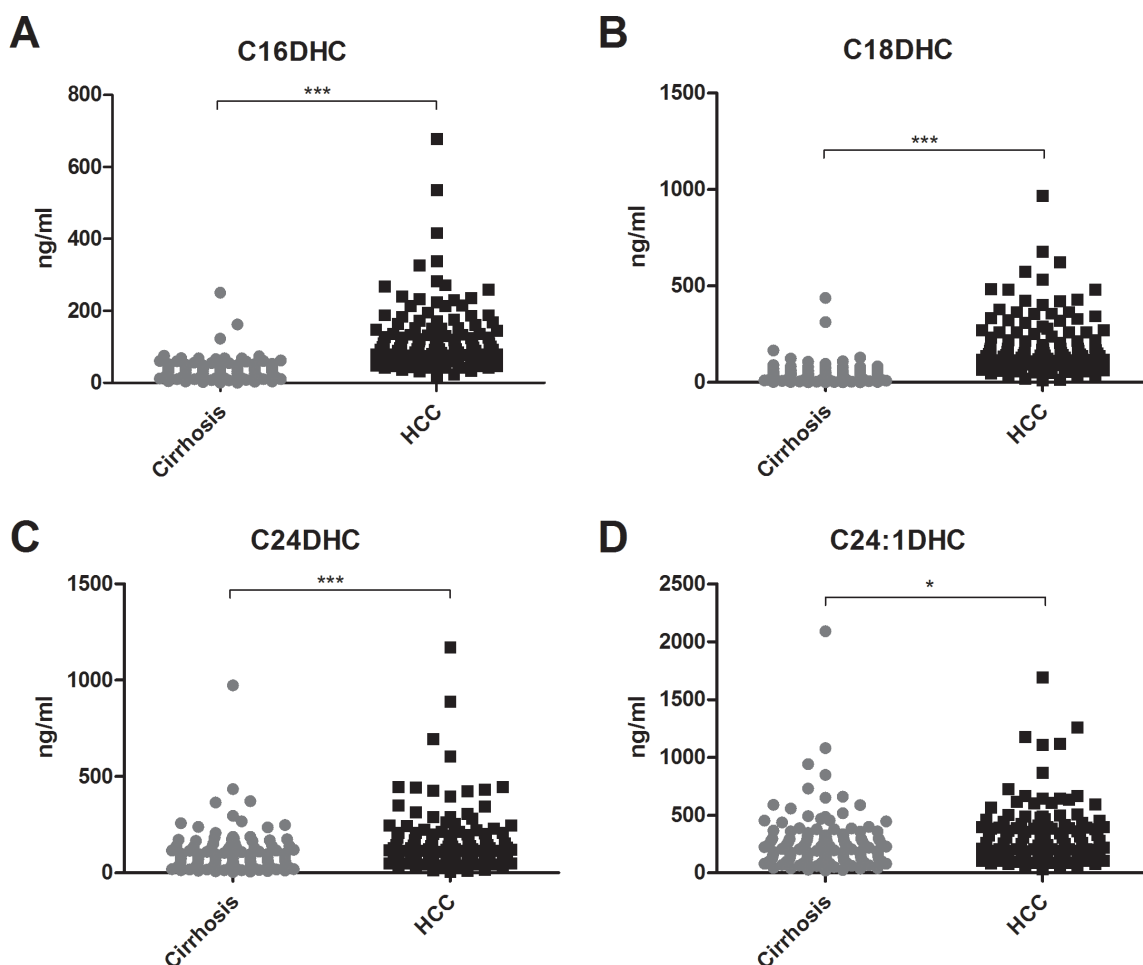 A
C16DHC
***
800
600
400
200
0
ng/ml
Cirrhosis
HCC
B
C18DHC
***
1500
1000
500
0
ng/ml
Cirrhosis
HCC
C
C24DHC
***
1500
1000
500
0
ng/ml
Cirrhosis
HCC
D
C24:1DHC
*
2500
2000
1500
1000
500
0
ng/ml
Cirrhosis
HCC